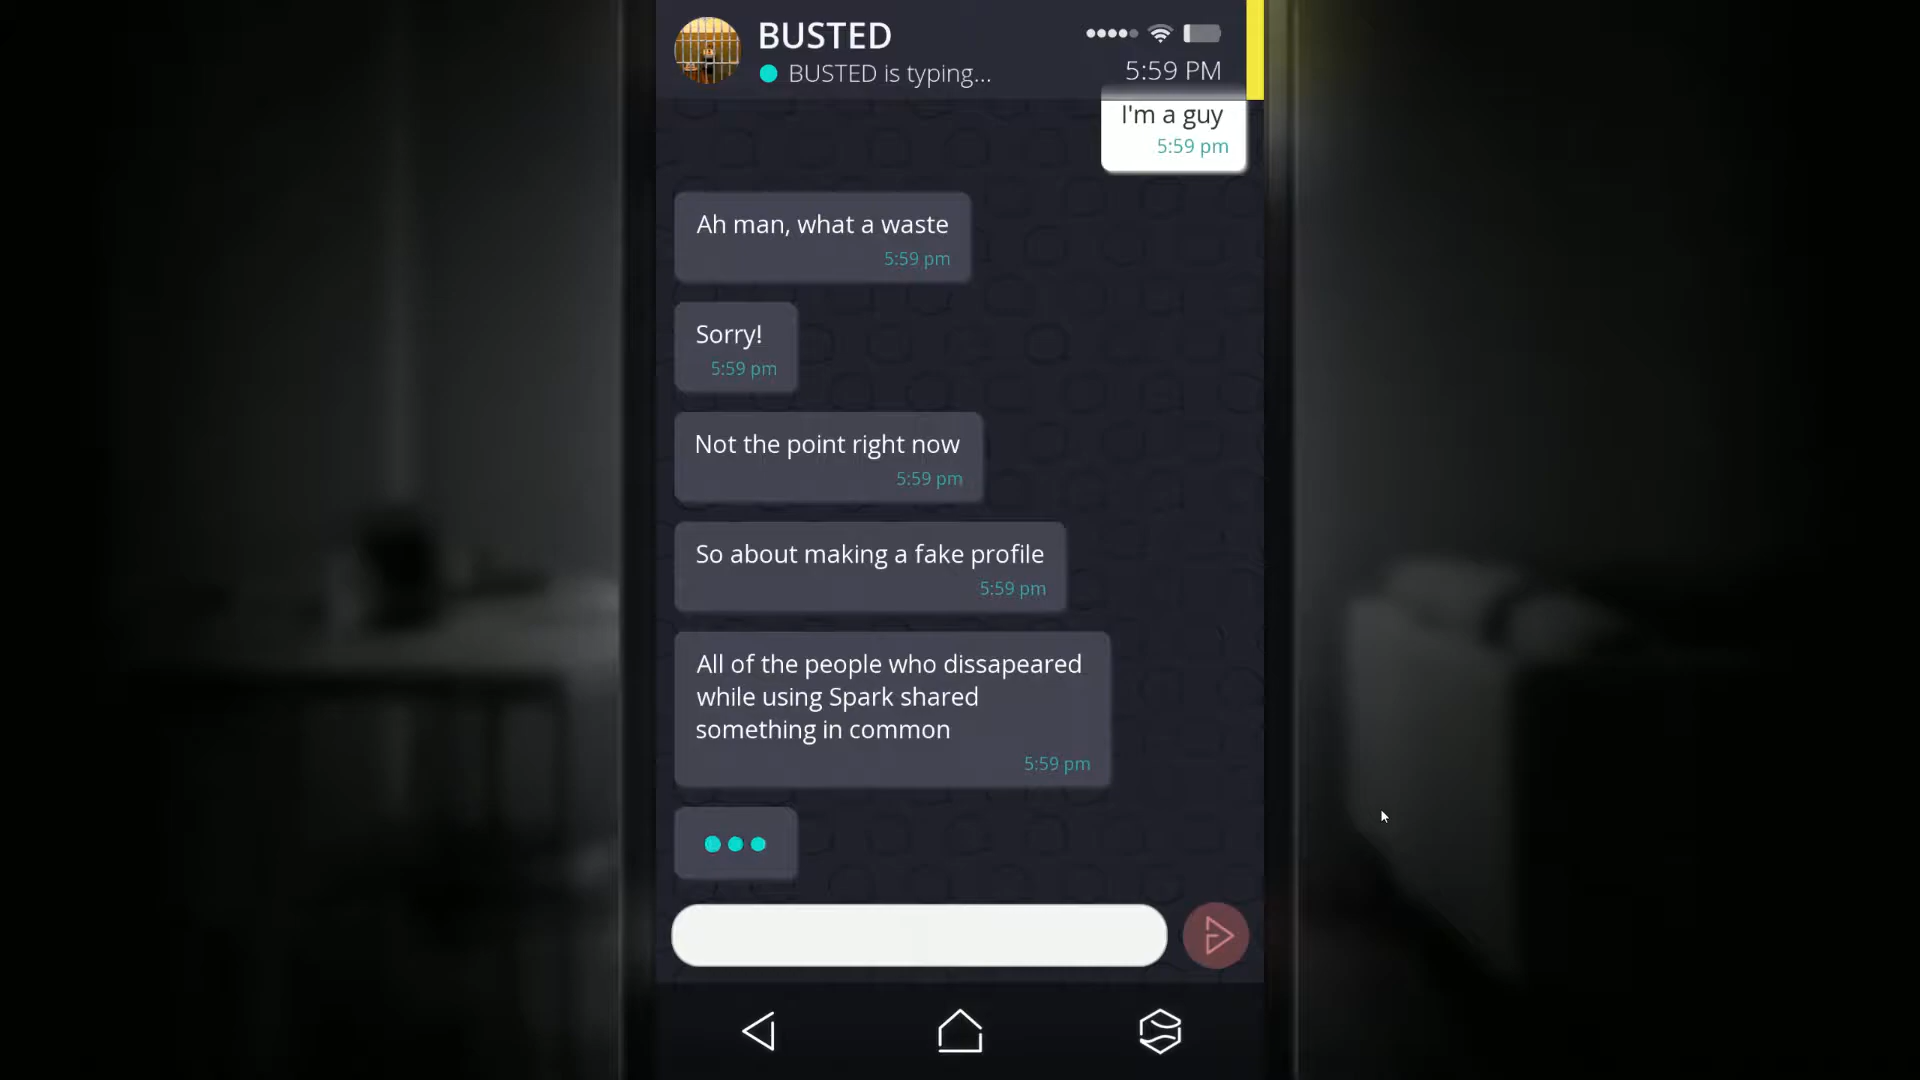 BUSTED
BUSTED is typing...
5:59 PM
I'm a guy
5:59 pm
Ah man, what a waste
5:59 pm
Sorry!
5:59 pm
Not the point right now
5:59 pm
So about making a fake profile
5:59 pm
All of the people who dissapeared
while using Spark shared
something in common
5:59 pm